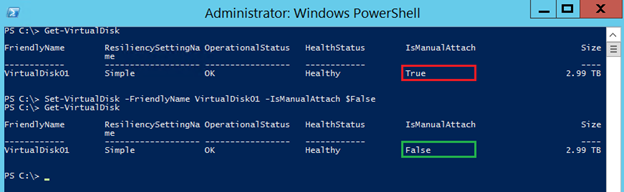 Administrator: Windows PowerShell
PS C:\> Get-VirtualDisk
FriendlyName ResiliencySettingNa OperationalStatus HealthStatus IsManualAttach Size
me
------------ ------------------- ----------------- ------------ -------------- ----
VirtualDisk01 Simple OK Healthy True 2.99 TB
PS C:\> Set-VirtualDisk -FriendlyName VirtualDisk01 -IsManualAttach $False
PS C:\> Get-VirtualDisk
FriendlyName ResiliencySettingNa OperationalStatus HealthStatus IsManualAttach Size
me
------------ ------------------- ----------------- ------------ -------------- ----
VirtualDisk01 Simple OK Healthy False 2.99 TB
PS C:\> _